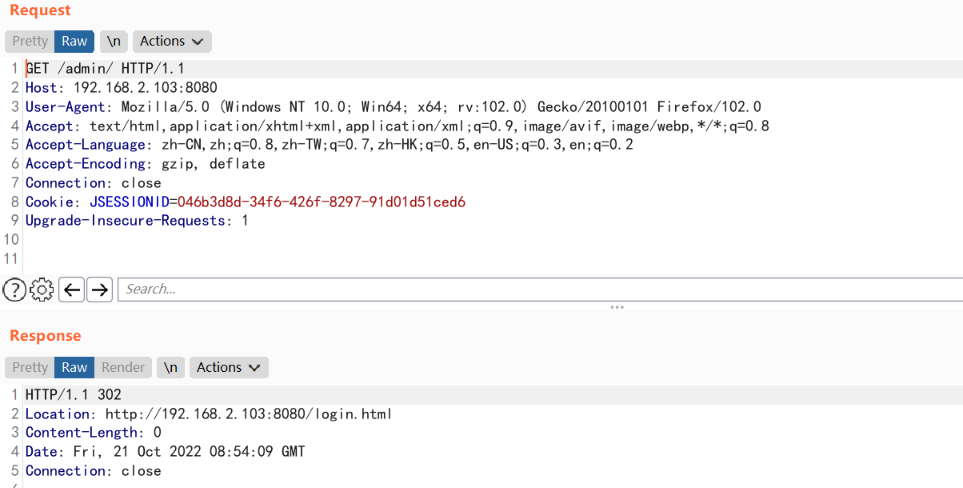 Request
Pretty Raw \n Actions
1 GET /admin/ HTTP/1.1
2 Host: 192.168.2.103:8080
3 User-Agent: Mozilla/5.0 (Windows NT 10.0; Win64; x64; rv:102.0) Gecko/20100101 Firefox/102.0
4 Accept: text/html,application/xhtml+xml,application/xml;q=0.9,image/avif,image/webp,*/*;q=0.8
5 Accept-Language: zh-CN,zh;q=0.8,zh-TW;q=0.7,zh-HK;q=0.5,en-US;q=0.3,en;q=0.2
6 Accept-Encoding: gzip, deflate
7 Connection: close
8 Cookie: JSESSIONID=046b3d8d-34f6-426f-8297-91d01d51ced6
9 Upgrade-Insecure-Requests: 1
10
11
? Search...
Response
Pretty Raw Render \n Actions
1 HTTP/1.1 302
2 Location: http://192.168.2.103:8080/login.html
3 Content-Length: 0
4 Date: Fri, 21 Oct 2022 08:54:09 GMT
5 Connection: close